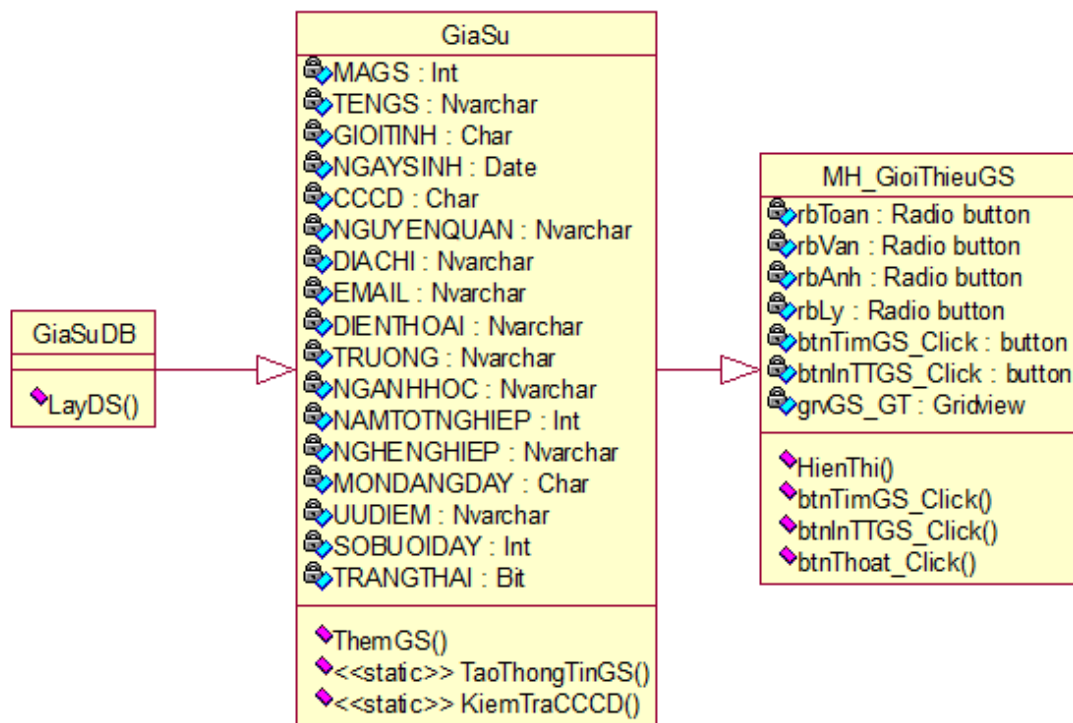 GiaSuDB
LayDS()
GiaSu
MAGS : Int
TENGS : Nvarchar
GIOITINH : Char
NGAYSINH : Date
CCCD : Char
NGUYENQUAN : Nvarchar
DIACHI : Nvarchar
EMAIL : Nvarchar
DIENTHOAI : Nvarchar
TRUONG : Nvarchar
NGANHHOC : Nvarchar
NAMTOTNGHIEP : Int
NGHENGHIEP : Nvarchar
MONDANGDAY : Char
UUDIEM : Nvarchar
SOBUOIDAY : Int
TRANGTHAI : Bit
ThemGS()
<<static>> TaoThongTinGS()
<<static>> KiemTraCCCD()
MH_GioiThieuGS
rbToan : Radio button
rbVan : Radio button
rbAnh : Radio button
rbLy : Radio button
btnTimGS_Click : button
btnInTTGS_Click : button
grvGS_GT : Gridview
HienThi()
btnTimGS_Click()
btnInTTGS_Click()
btnThoat_Click()